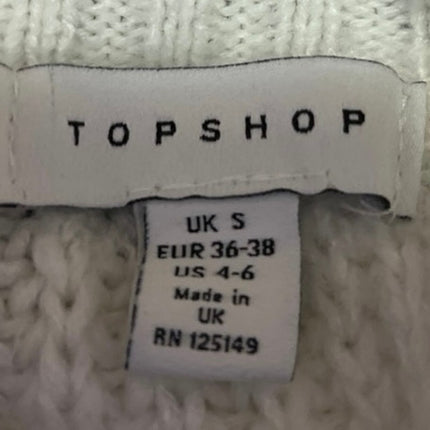 TOPSHOP
UK S
EUR 36-38
US 4-6
Made in
UK
RN 125149